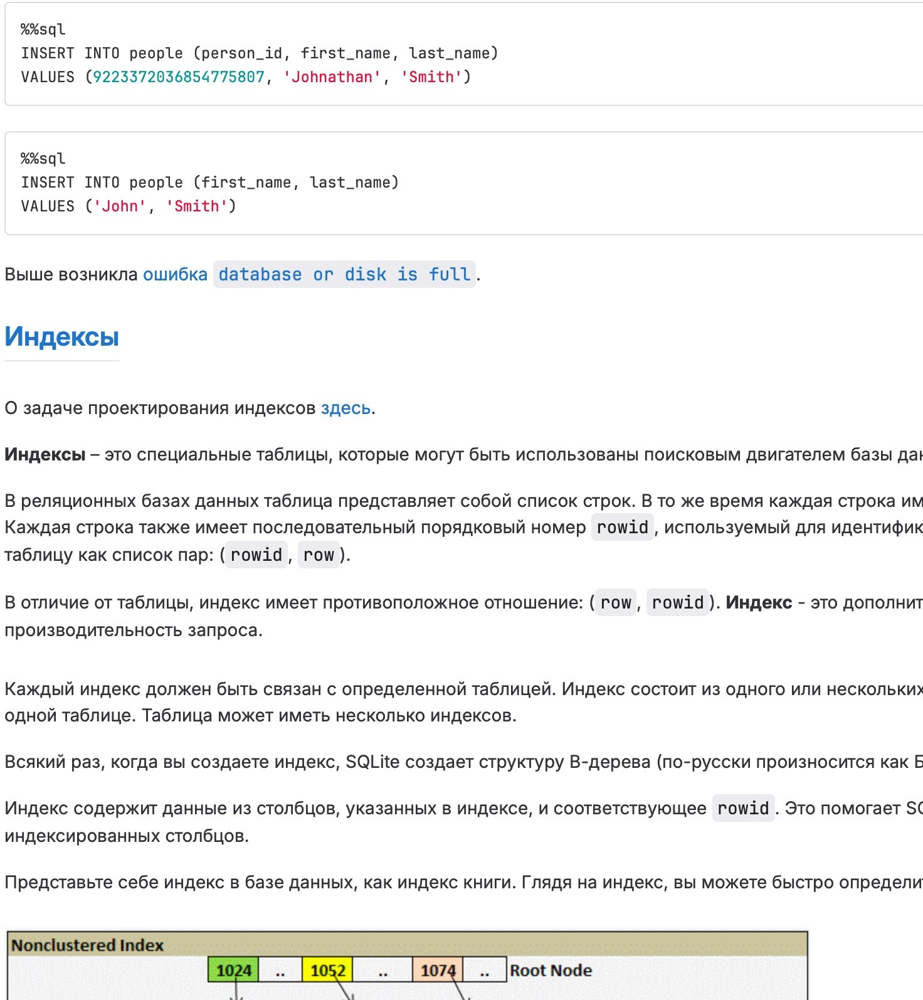 %%sql
INSERT INTO people (person_id, first_name, last_name)
VALUES (9223372036854775807, 'Johnathan', 'Smith')
%%sql
INSERT INTO people (first_name, last_name)
VALUES ('John', 'Smith')
Выше возникла ошибка database or disk is full.
Индексы
О задаче проектирования индексов здесь.
Индексы – это специальные таблицы, которые могут быть использованы поисковым двигателем базы
В реляционных базах данных таблица представляет собой список строк. В то же время каждая строка
Каждая строка также имеет последовательный порядковый номер rowid, используемый для
таблицу как список пар: (rowid, row).
В отличие от таблицы, индекс имеет противоположное отношение: (row, rowid). Индекс - это
производительность запроса.
Каждый индекс должен быть связан с определенной таблицей. Индекс состоит из одного или нескольких
одной таблице. Таблица может иметь несколько индексов.
Всякий раз, когда вы создаете индекс, SQLite создает структуру B-дерева (по-русски произносится как
Индекс содержит данные из столбцов, указанных в индексе, и соответствующее rowid. Это помогает
индексированных столбцов.
Представьте себе индекс в базе данных, как индекс книги. Глядя на индекс, вы можете быстро
Nonclustered Index
1024 .. 1052 .. 1074 .. Root Node